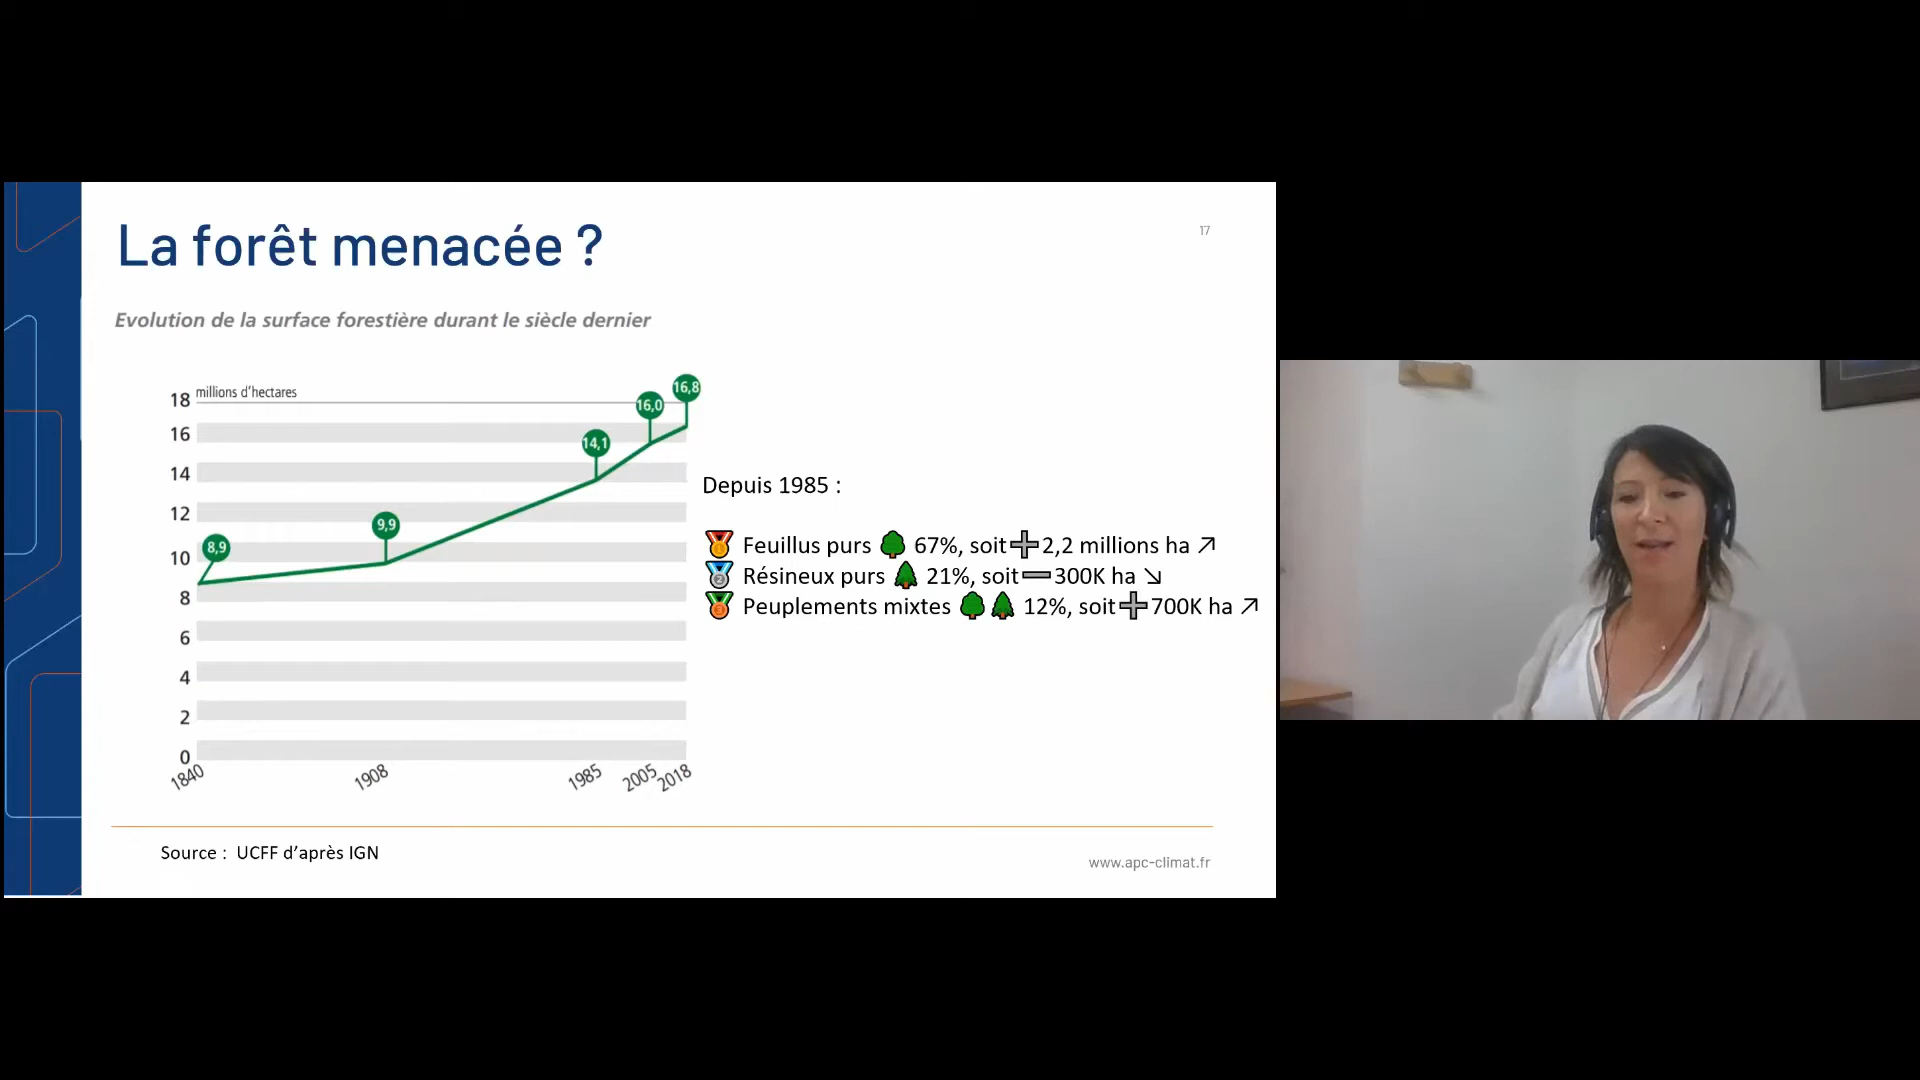 La forêt menacée ?
17
Evolution de la surface forestière durant le siècle dernier
millions d'hectares
18
16
14
12
10
8
6
4
2
0
8,9
9,9
14,1
16,0
16,8
1840
1908
1985
2005
2018
Depuis 1985 :
Feuillus purs 67%, soit ➕ 2,2 millions ha ↗
Résineux purs 21%, soit ➖ 300K ha ↘
Peuplements mixtes 12%, soit ➕ 700K ha ↗
Source : UCFF d'après IGN
www.apc-climat.fr